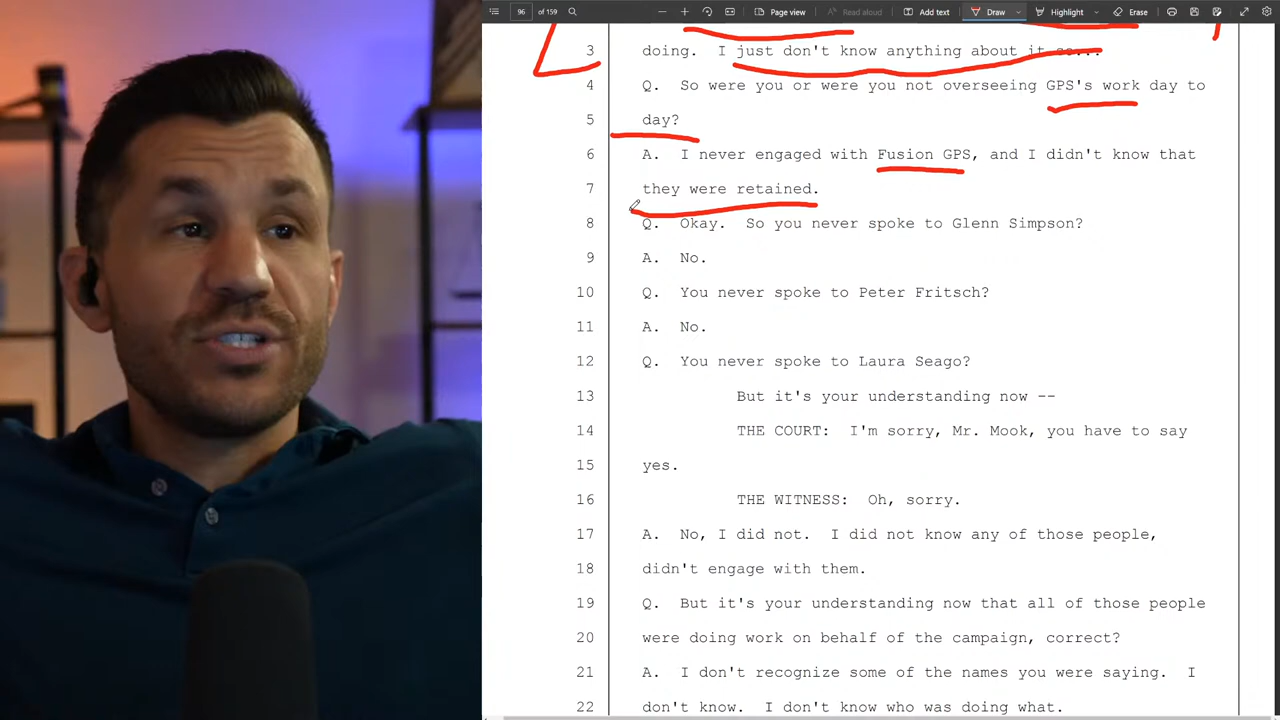 96 of 159
Page view
Read aloud
Add text
Draw
Highlight
Erase
3 doing. I just don't know anything about it so...
4 Q. So were you or were you not overseeing GPS's work day to
5 day?
6 A. I never engaged with Fusion GPS, and I didn't know that
7 they were retained.
8 Q. Okay. So you never spoke to Glenn Simpson?
9 A. No.
10 Q. You never spoke to Peter Fritsch?
11 A. No.
12 Q. You never spoke to Laura Seago?
13 But it's your understanding now --
14 THE COURT: I'm sorry, Mr. Mook, you have to say
15 yes.
16 THE WITNESS: Oh, sorry.
17 A. No, I did not. I did not know any of those people,
18 didn't engage with them.
19 Q. But it's your understanding now that all of those people
20 were doing work on behalf of the campaign, correct?
21 A. I don't recognize some of the names you were saying. I
22 don't know. I don't know who was doing what.